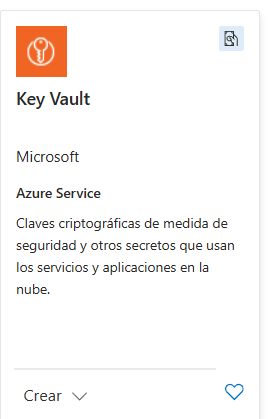 Key Vault
Microsoft
Azure Service
Claves criptográficas de medida de
seguridad y otros secretos que usan
los servicios y aplicaciones en la
nube.
Crear